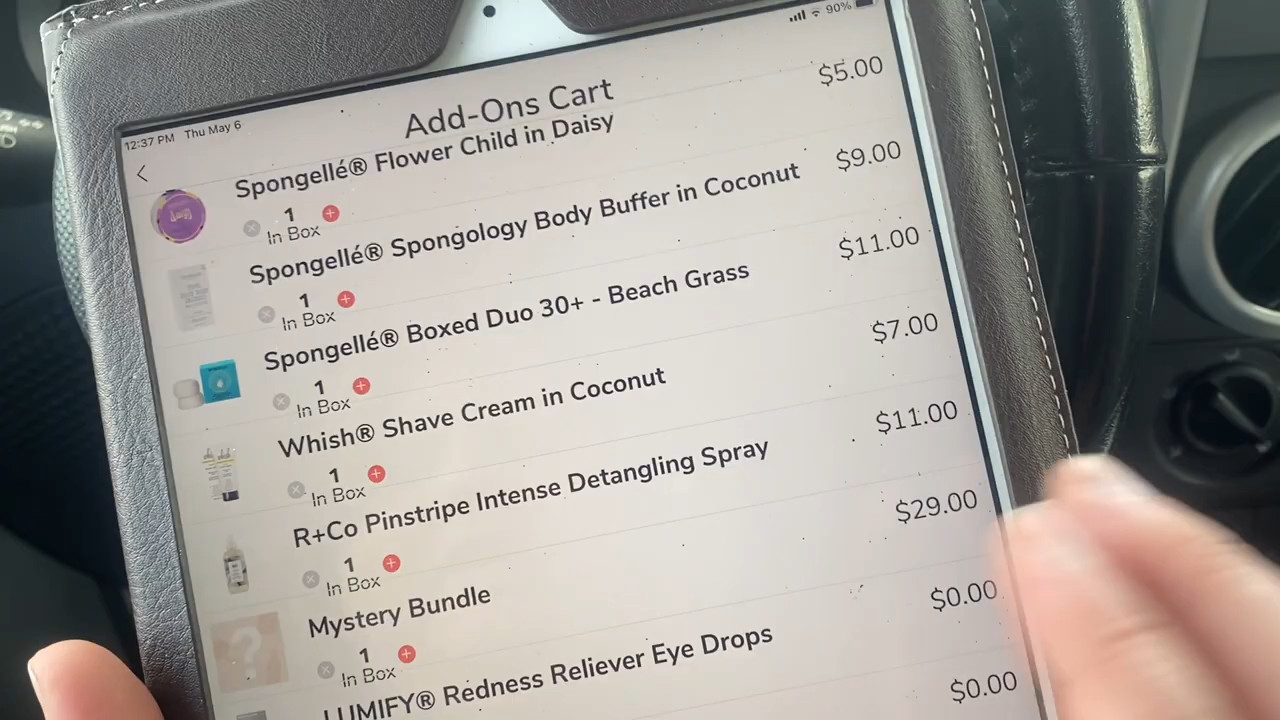 90%
12:37 PM Thu May 6
Add-Ons Cart
$5.00
Spongellé® Flower Child in Daisy
1
In Box
$9.00
Spongellé® Spongology Body Buffer in Coconut
1
In Box
$11.00
Spongellé® Boxed Duo 30+ - Beach Grass
1
In Box
$7.00
Whish® Shave Cream in Coconut
1
In Box
$11.00
R+Co Pinstripe Intense Detangling Spray
1
In Box
$29.00
Mystery Bundle
1
In Box
$0.00
LUMIFY® Redness Reliever Eye Drops
$0.00